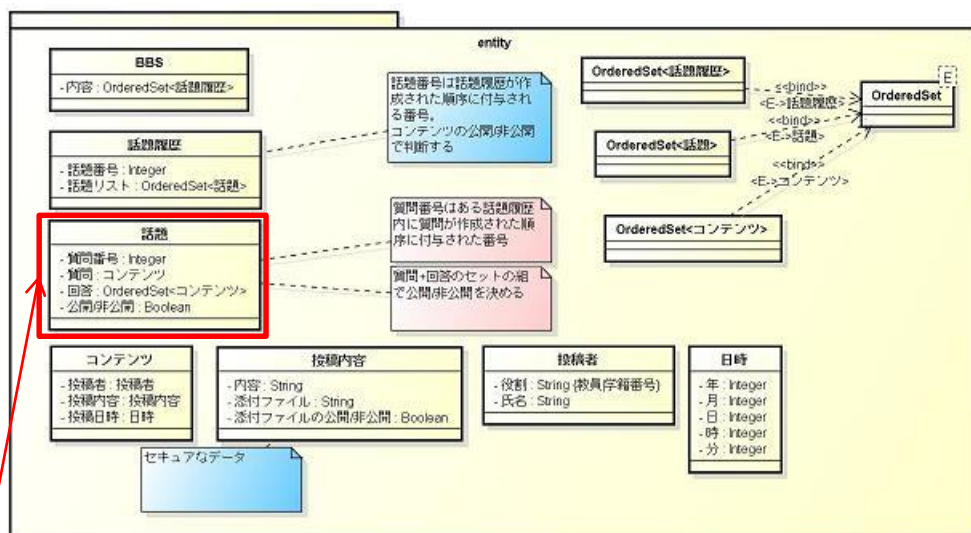 entity
BBS
- 内容 : OrderedSet<話題履歴>
話題番号は話題履歴が作
成された順序に付与され
る番号。
コンテンツの公開/非公開
で判断する
話題履歴
- 話題番号 : Integer
- 話題リスト : OrderedSet<話題>
話題
- 質問番号 : Integer
- 質問 : コンテンツ
- 回答 : OrderedSet<コンテンツ>
- 公開/非公開 : Boolean
質問番号はある話題履歴
内に質問が作成された順
序に付与された番号
質問+回答のセットの組
で公開/非公開を決める
OrderedSet<話題履歴>
<<bind>>
<E->話題履歴>
E
OrderedSet
OrderedSet<話題>
<<bind>>
<E->話題>
<<bind>>
<E->コンテンツ>
OrderedSet<コンテンツ>
コンテンツ
- 投稿者 : 投稿者
- 投稿内容 : 投稿内容
- 投稿日時 : 日時
投稿内容
- 内容 : String
- 添付ファイル : String
- 添付ファイルの公開/非公開 : Boolean
セキュアなデータ
投稿者
- 役割 : String (教員/学籍番号)
- 氏名 : String
日時
- 年 : Integer
- 月 : Integer
- 日 : Integer
- 時 : Integer
- 分 : Integer